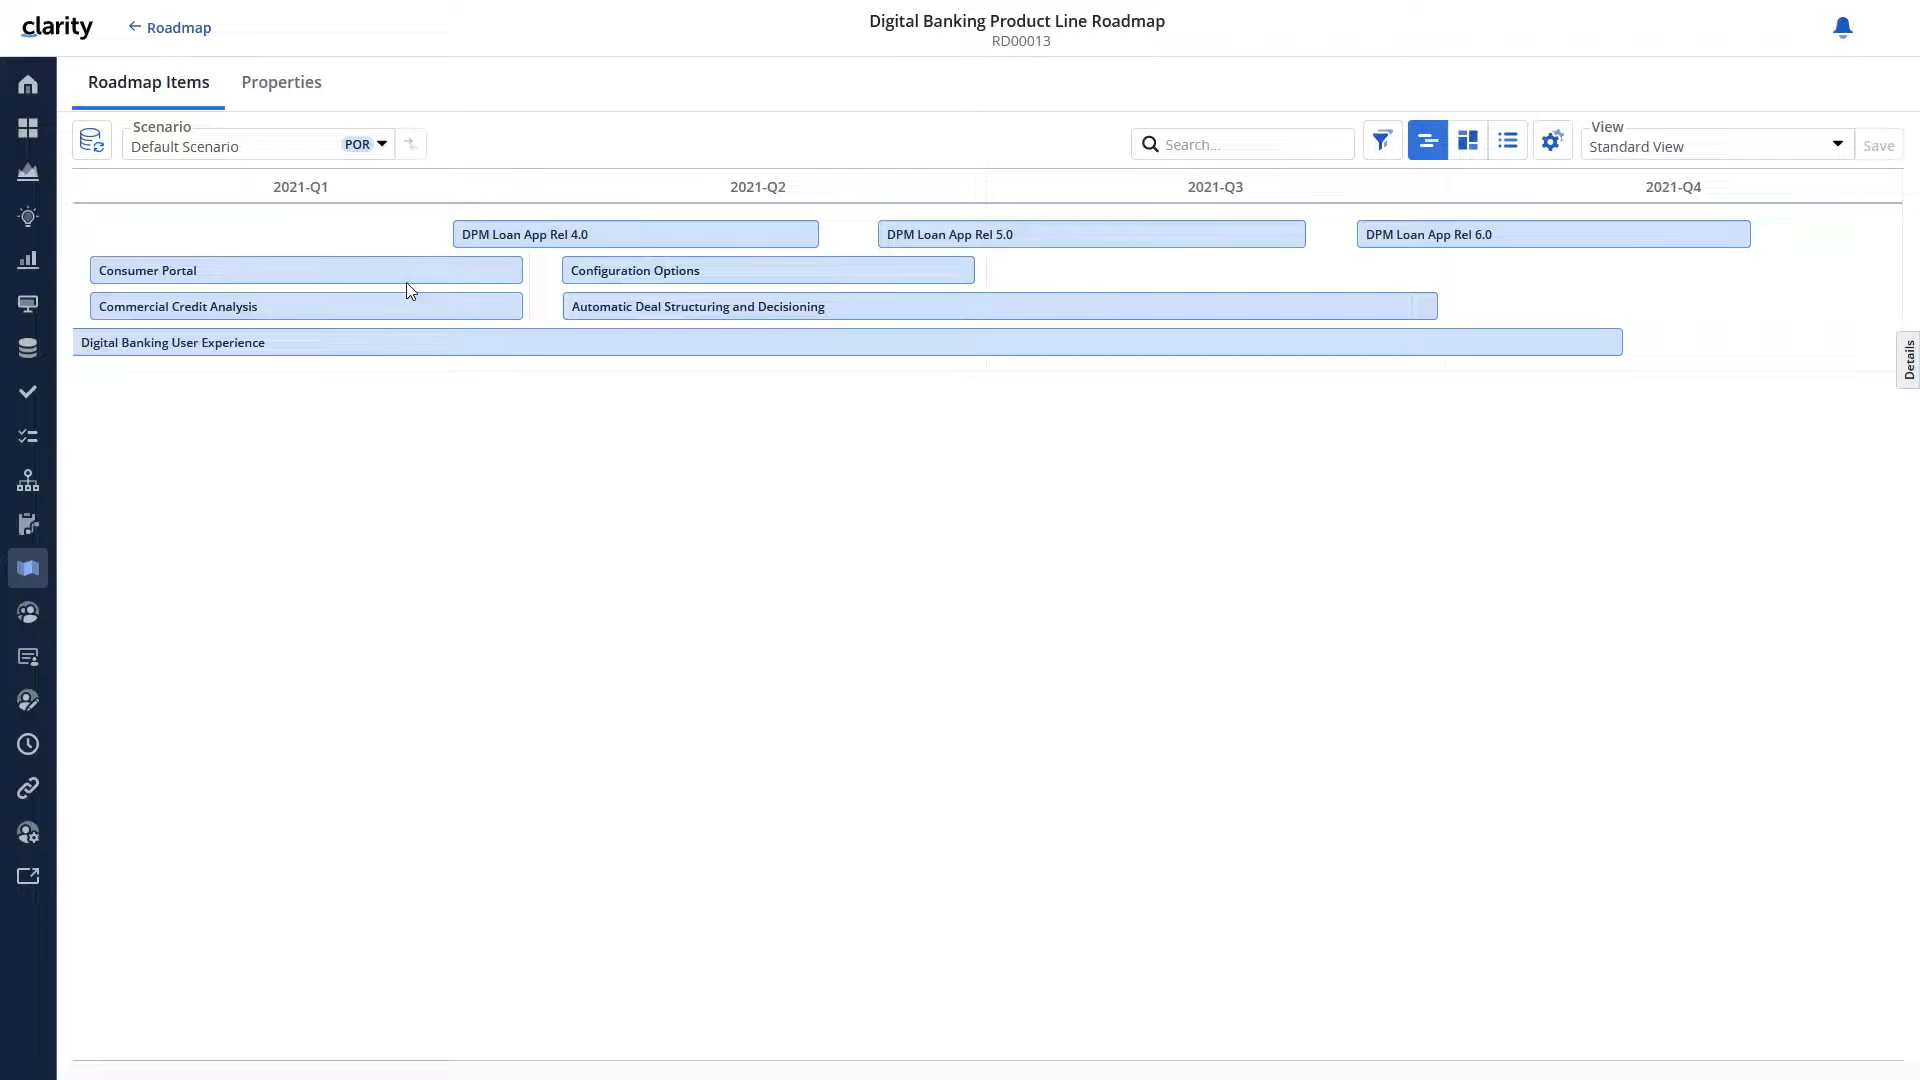 clarity
Roadmap
Digital Banking Product Line Roadmap
RD00013
Roadmap Items
Properties
Scenario
Default Scenario
POR
Search...
View
Standard View
Save
2021-Q1
2021-Q2
2021-Q3
2021-Q4
DPM Loan App Rel 4.0
DPM Loan App Rel 5.0
DPM Loan App Rel 6.0
Consumer Portal
Configuration Options
Commercial Credit Analysis
Automatic Deal Structuring and Decisioning
Digital Banking User Experience
Details